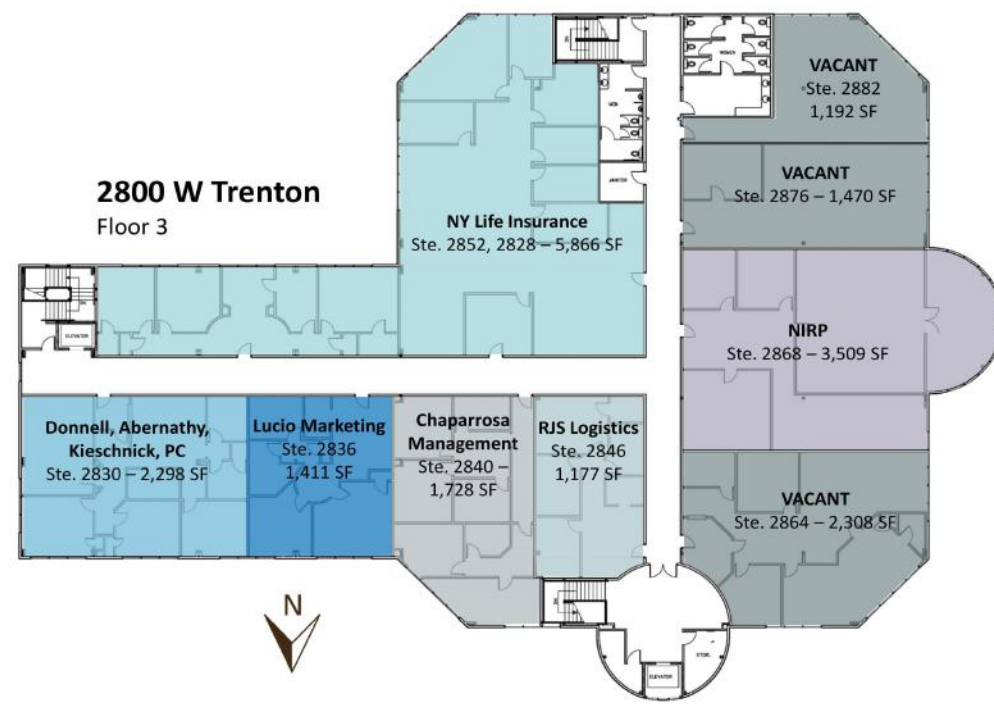 2800 W Trenton
Floor 3
NY Life Insurance
Ste. 2852, 2828 – 5,866 SF
VACANT
Ste. 2882
1,192 SF
VACANT
Ste. 2876 – 1,470 SF
NIRP
Ste. 2868 – 3,509 SF
VACANT
Ste. 2864 – 2,308 SF
Donnell, Abernathy,
Kieschnick, PC
Ste. 2830 – 2,298 SF
Lucio Marketing
Ste. 2836
1,411 SF
Chaparrosa
Management
Ste. 2840 –
1,728 SF
RJS Logistics
Ste. 2846
1,177 SF
WOMEN
MEN
JANITOR
ELEVATOR
N
STOR.
ELEVATOR